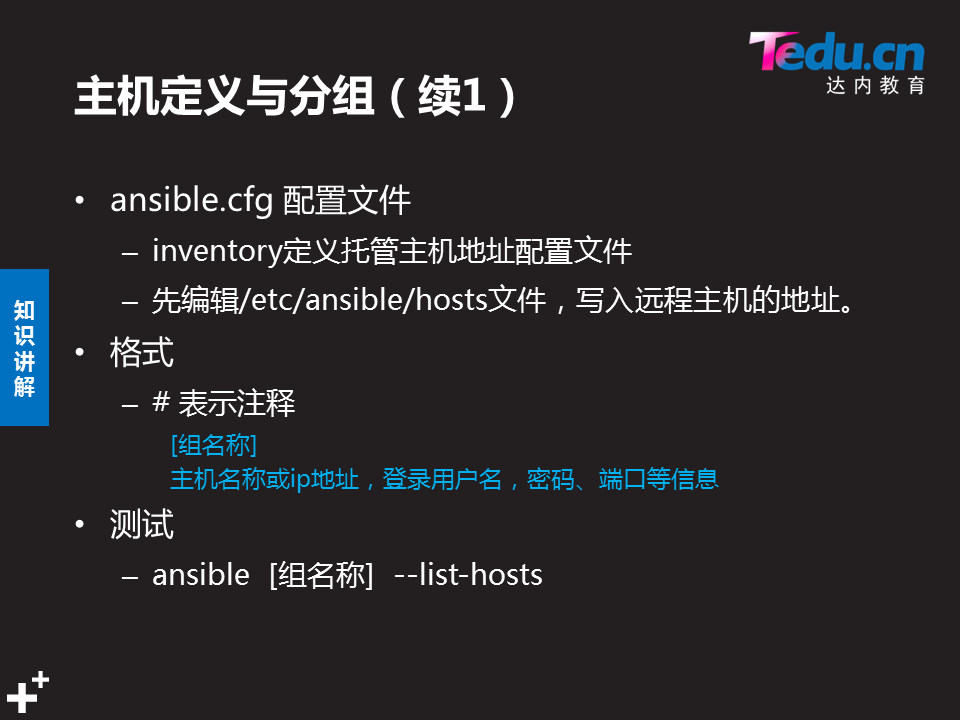 Tedu.cn
达内教育
主机定义与分组（续1）
• ansible.cfg 配置文件
– inventory定义托管主机地址配置文件
– 先编辑/etc/ansible/hosts文件，写入远程主机的地址。
知识讲解
• 格式
– # 表示注释
[组名称]
主机名称或ip地址，登录用户名，密码、端口等信息
• 测试
– ansible [组名称] --list-hosts